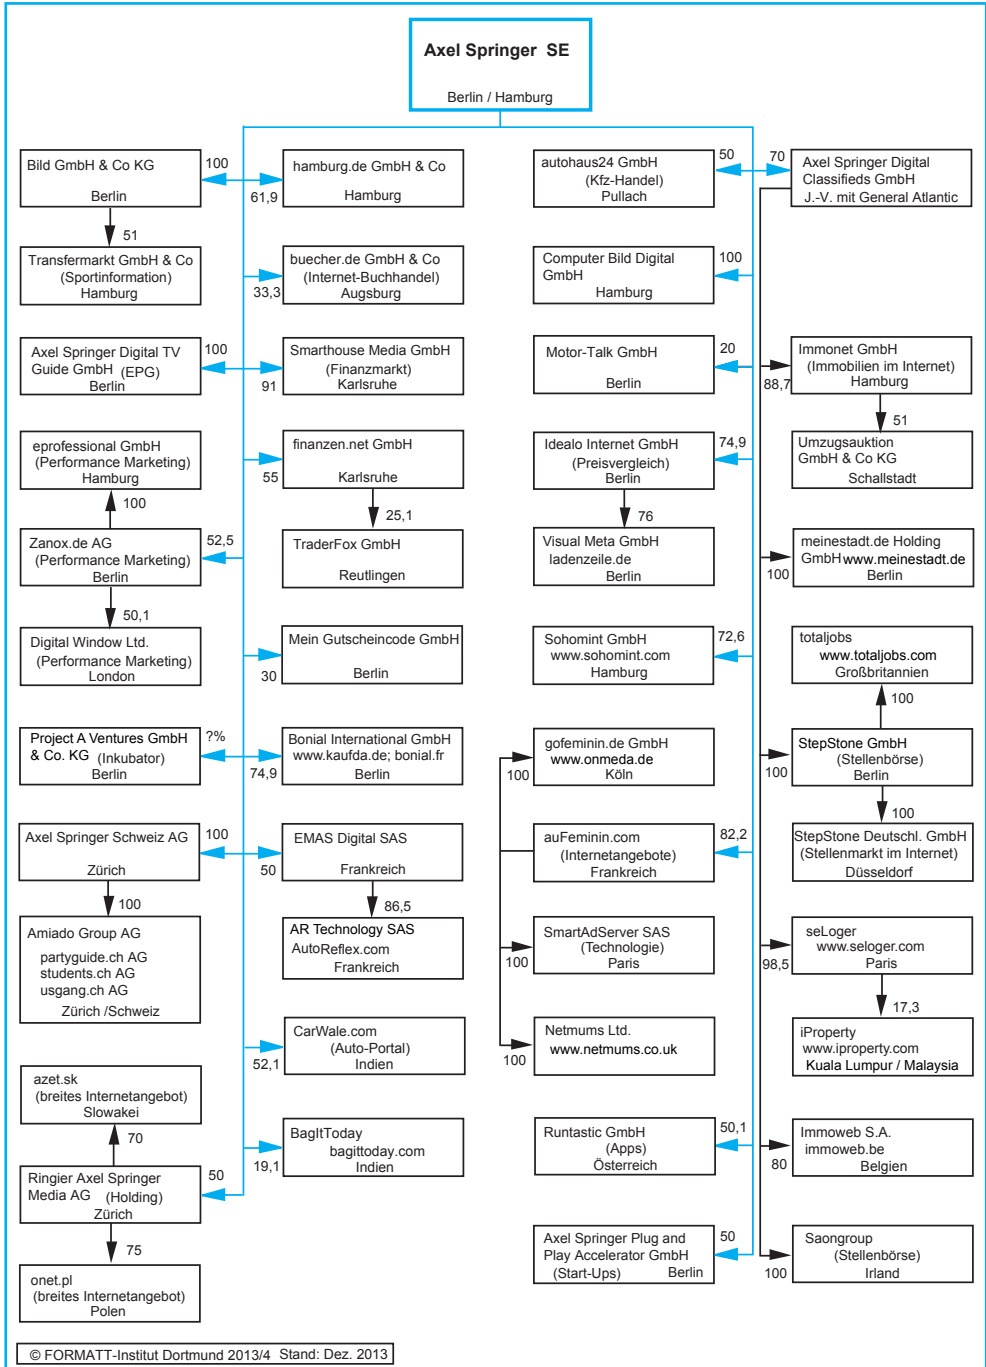 Axel Springer SE
Berlin / Hamburg
Bild GmbH & Co KG
Berlin
100
hamburg.de GmbH & Co
Hamburg
61,9
51
Transfermarkt GmbH & Co
(Sportinformation)
Hamburg
buecher.de GmbH & Co
(Internet-Buchhandel)
Augsburg
33,3
Axel Springer Digital TV
Guide GmbH (EPG)
Berlin
100
Smarthouse Media GmbH
(Finanzmarkt)
Karlsruhe
91
eprofessional GmbH
(Performance Marketing)
Hamburg
100
finanzen.net GmbH
Karlsruhe
55
25,1
Zanox.de AG
(Performance Marketing)
Berlin
52,5
TraderFox GmbH
Reutlingen
50,1
Digital Window Ltd.
(Performance Marketing)
London
Mein Gutscheincode GmbH
Berlin
30
Project A Ventures GmbH
& Co. KG (Inkubator)
Berlin
?%
Bonial International GmbH
www.kaufda.de; bonial.fr
Berlin
74,9
Axel Springer Schweiz AG
Zürich
100
EMAS Digital SAS
Frankreich
50
100
86,5
Amiado Group AG
partyguide.ch AG
students.ch AG
usgang.ch AG
Zürich /Schweiz
AR Technology SAS
AutoReflex.com
Frankreich
CarWale.com
(Auto-Portal)
Indien
52,1
azet.sk
(breites Internetangebot)
Slowakei
70
BagItToday
bagittoday.com
Indien
19,1
Ringier Axel Springer
Media AG (Holding)
Zürich
50
75
onet.pl
(breites Internetangebot)
Polen
autohaus24 GmbH
(Kfz-Handel)
Pullach
50
70
Axel Springer Digital
Classifieds GmbH
J.-V. mit General Atlantic
Computer Bild Digital
GmbH
Hamburg
100
Motor-Talk GmbH
Berlin
20
Immonet GmbH
(Immobilien im Internet)
Hamburg
88,7
51
Idealo Internet GmbH
(Preisvergleich)
Berlin
74,9
Umzugsauktion
GmbH & Co KG
Schallstadt
76
Visual Meta GmbH
ladenzeile.de
Berlin
meinestadt.de Holding
GmbH www.meinestadt.de
Berlin
100
Sohomint GmbH
www.sohomint.com
Hamburg
72,6
totaljobs
www.totaljobs.com
Großbritannien
100
gofeminin.de GmbH
www.onmeda.de
Köln
100
StepStone GmbH
(Stellenbörse)
Berlin
100
100
auFeminin.com
(Internetangebote)
Frankreich
82,2
StepStone Deutschl. GmbH
(Stellenmarkt im Internet)
Düsseldorf
SmartAdServer SAS
(Technologie)
Paris
100
seLoger
www.seloger.com
Paris
98,5
17,3
Netmums Ltd.
www.netmums.co.uk
100
iProperty
www.iproperty.com
Kuala Lumpur / Malaysia
Runtastic GmbH
(Apps)
Österreich
50,1
Immoweb S.A.
immoweb.be
Belgien
80
Axel Springer Plug and
Play Accelerator GmbH
(Start-Ups) Berlin
50
Saongroup
(Stellenbörse)
Irland
100
© FORMATT-Institut Dortmund 2013/4 Stand: Dez. 2013